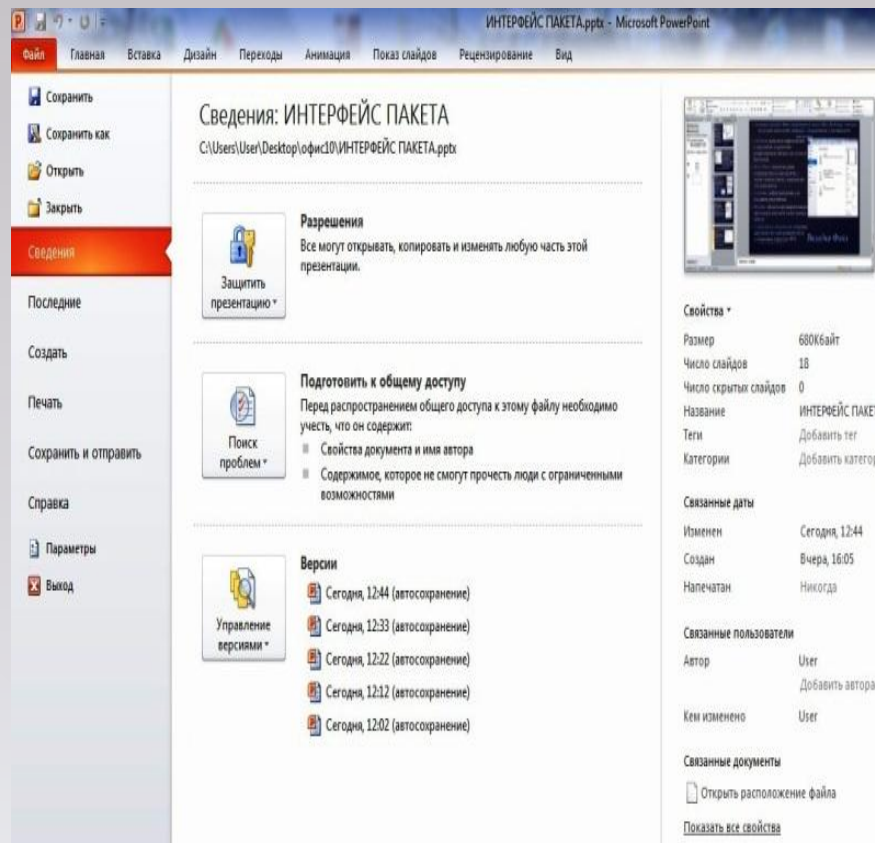 ИНТЕРФЕЙС ПАКЕТА.pptx - Microsoft PowerPoint
Файл Главная Вставка Дизайн Переходы Анимация Показ слайдов Рецензирование Вид
Сохранить
Сохранить как
Открыть
Закрыть
Сведения
Последние
Создать
Печать
Сохранить и отправить
Справка
Параметры
Выход
Сведения: ИНТЕРФЕЙС ПАКЕТА
C:\Users\User\Desktop\офис10\ИНТЕРФЕЙС ПАКЕТА.pptx
Защитить
презентацию
Разрешения
Все могут открывать, копировать и изменять любую часть этой
презентации.
Поиск
проблем
Подготовить к общему доступу
Перед распространением общего доступа к этому файлу необходимо
учесть, что он содержит:
Свойства документа и имя автора
Содержимое, которое не смогут прочесть люди с ограниченными
возможностями
Управление
версиями
Версии
Сегодня, 12:44 (автосохранение)
Сегодня, 12:33 (автосохранение)
Сегодня, 12:22 (автосохранение)
Сегодня, 12:12 (автосохранение)
Сегодня, 12:02 (автосохранение)
Свойства
Размер 680Кбайт
Число слайдов 18
Число скрытых слайдов 0
Название ИНТЕРФЕЙС ПАКЕТ
Теги Добавить тег
Категории Добавить категор
Связанные даты
Изменен Сегодня, 12:44
Создан Вчера, 16:05
Напечатан Никогда
Связанные пользователи
Автор User
Добавить автора
Кем изменено User
Связанные документы
Открыть расположение файла
Показать все свойства